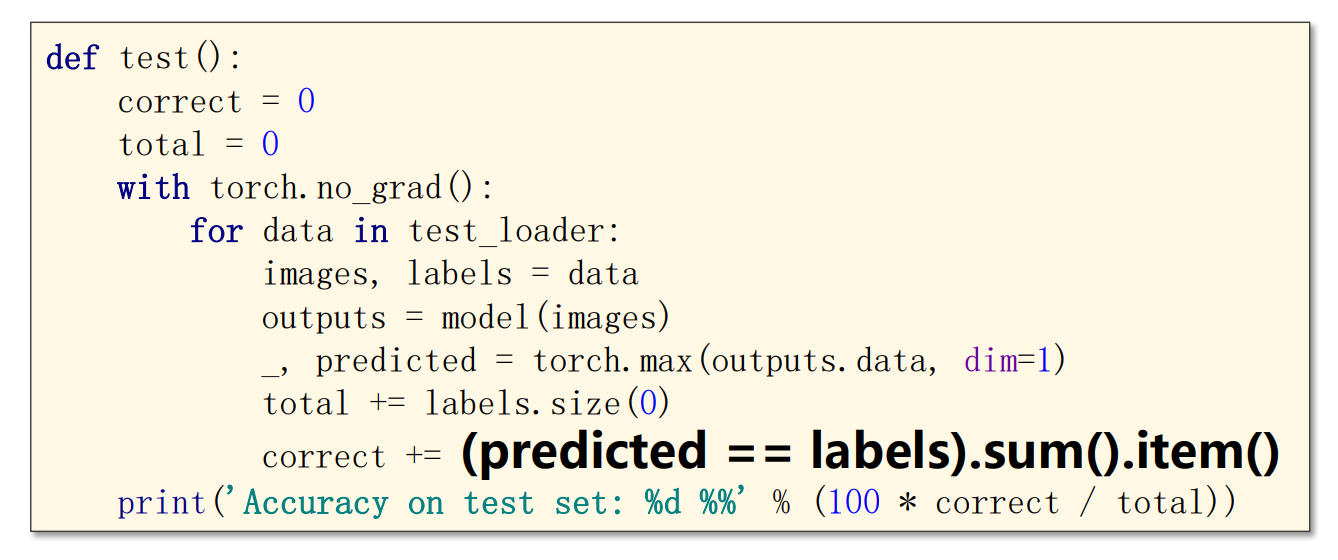 def test():
    correct = 0
    total = 0
    with torch.no_grad():
        for data in test_loader:
            images, labels = data
            outputs = model(images)
            _, predicted = torch.max(outputs.data, dim=1)
            total += labels.size(0)
            correct += (predicted == labels).sum().item()
    print('Accuracy on test set: %d %%' % (100 * correct / total))